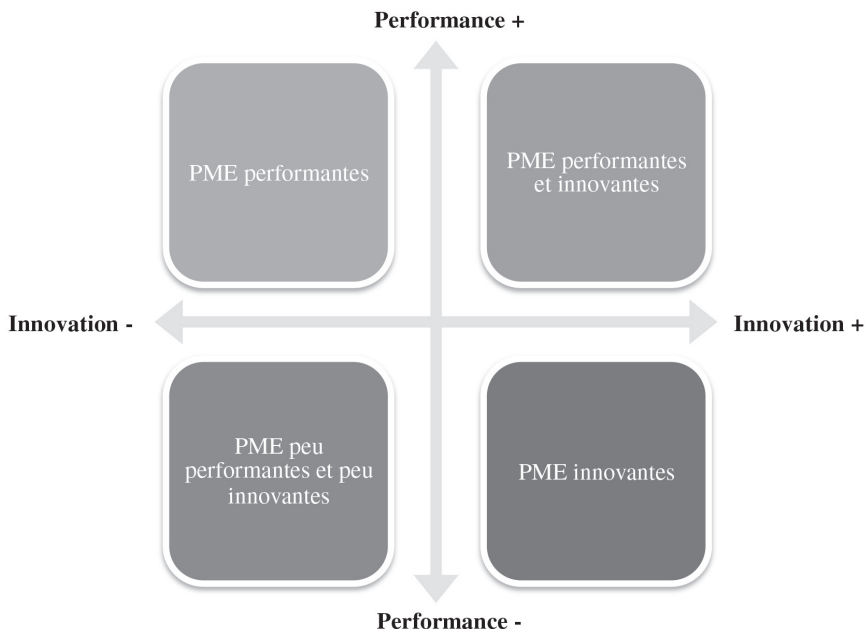 Performance +
PME performantes
PME performantes
et innovantes
Innovation -
Innovation +
PME peu
performantes et peu
innovantes
PME innovantes
Performance -